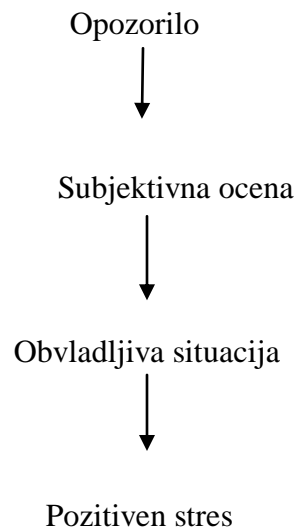 Opozorilo
Subjektivna ocena
Obvladljiva situacija
Pozitiven stres